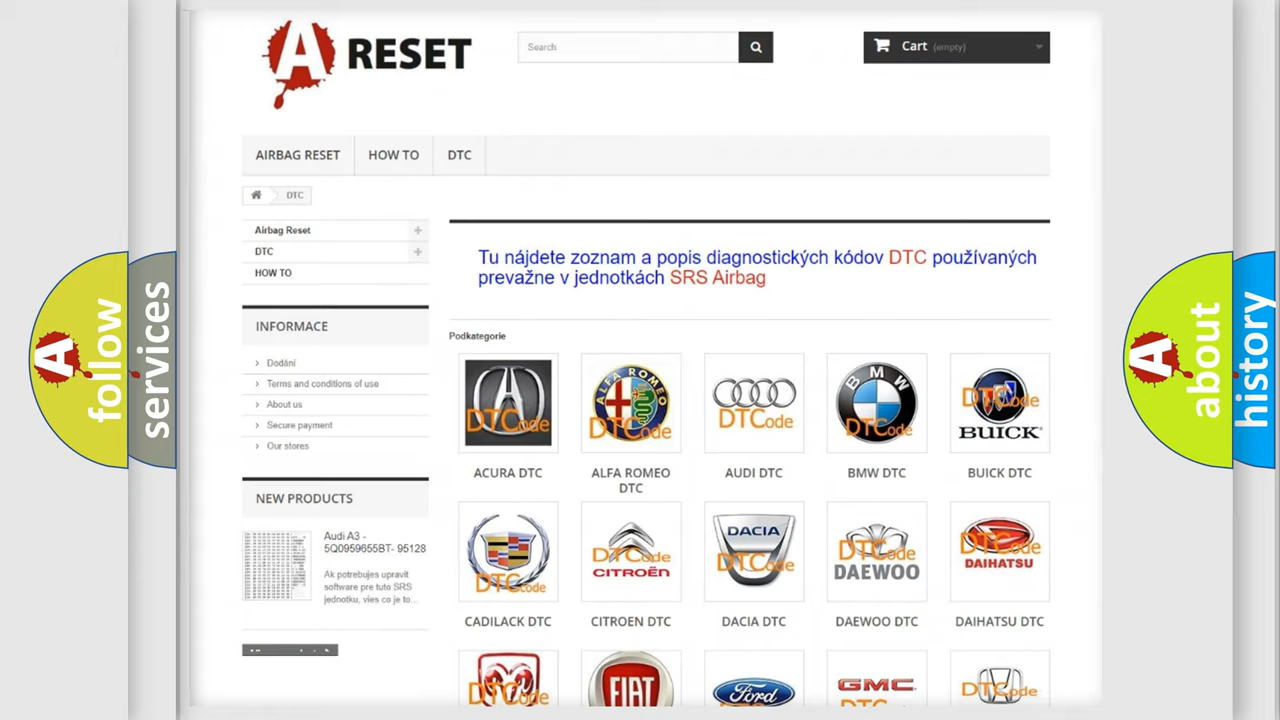 A RESET
Search
Cart (empty)
AIRBAG RESET
HOW TO
DTC
DTC
Airbag Reset
DTC
HOW TO
Tu nájdete zoznam a popis diagnostických kódov DTC používaných
prevažne v jednotkách SRS Airbag
INFORMACE
Dodání
Terms and conditions of use
About us
Secure payment
Our stores
Podkategorie
DTCode
ALFA ROMEO
DTCode
DTCode
BMW
DTCode
DTCode
BUICK
ACURA DTC
ALFA ROMEO
DTC
AUDI DTC
BMW DTC
BUICK DTC
NEW PRODUCTS
Audi A3 -
5Q0959655BT- 95128
Ak potrebujes upravit
software pre tuto SRS
jednotku, vies co je to...
DTCode
DTCode
CITROËN
DACIA
DTCode
DTCode
DAEWOO
DTCode
DAIHATSU
CADILACK DTC
CITROEN DTC
DACIA DTC
DAEWOO DTC
DAIHATSU DTC
DTCode
FIAT
Ford
GMC
DTCode
A follow
services
A about
history